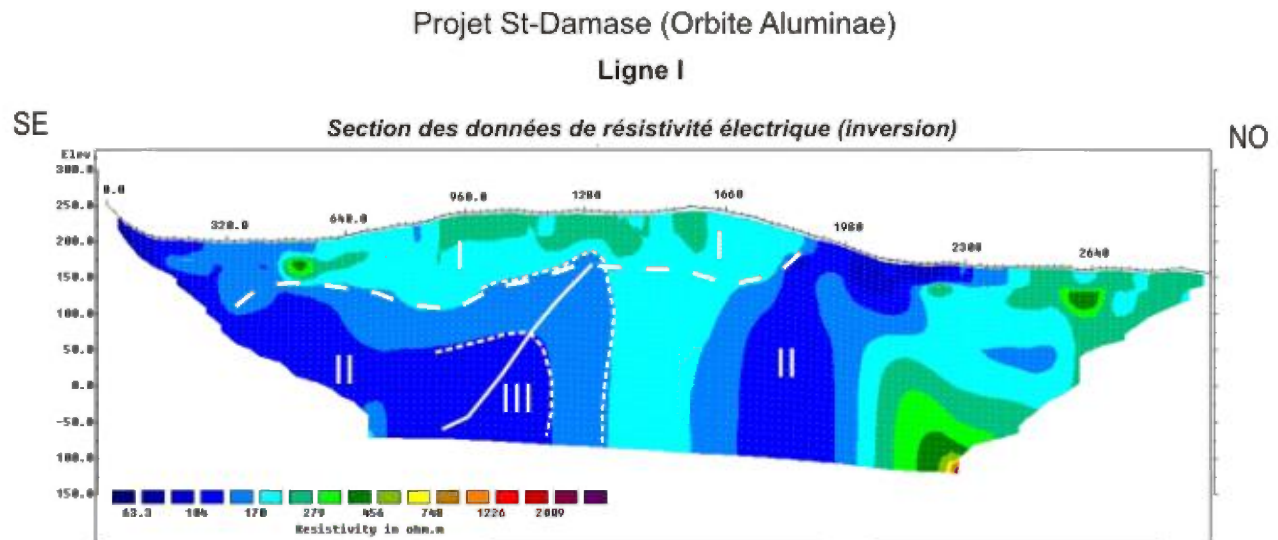 Projet St-Damase (Orbite Aluminae)
Ligne I
SE
Section des données de résistivité électrique (inversion)
NO
Elev
300.0
0.0
250.0
320.0
640.0
960.0
1280
1660
1980
2300
2640
200.0
150.0
100.0
50.0
0.0
-50.0
100.0
150.0
I
I
II
III
II
63.3
104
170
279
456
748
1226
2009
Resistivity in ohm.m